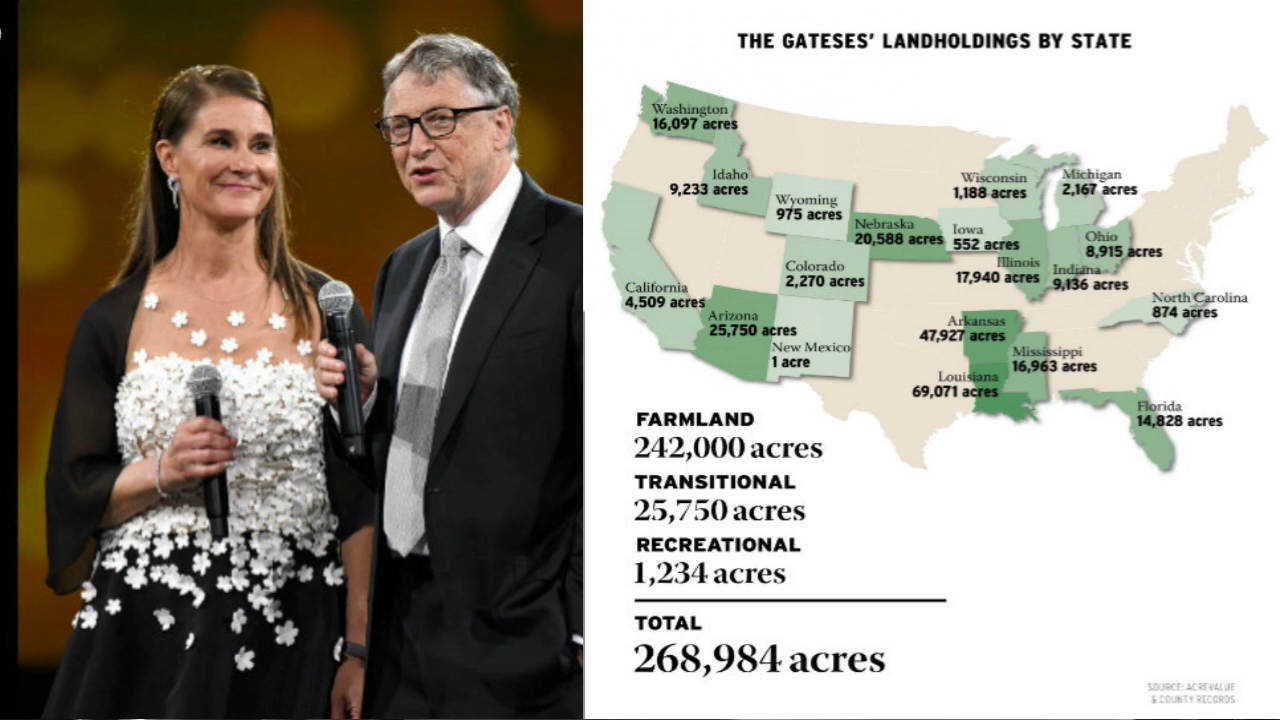 THE GATESES' LANDHOLDINGS BY STATE
Washington
16,097 acres
Idaho
9,233 acres
Wyoming
975 acres
Nebraska
20,588 acres
Iowa
552 acres
Wisconsin
1,188 acres
Michigan
2,167 acres
Ohio
8,915 acres
Illinois
17,940 acres
Indiana
9,136 acres
Colorado
2,270 acres
California
4,509 acres
Arizona
25,750 acres
New Mexico
1 acre
North Carolina
874 acres
Arkansas
47,927 acres
Mississippi
16,963 acres
Louisiana
69,071 acres
Florida
14,828 acres
FARMLAND
242,000 acres
TRANSITIONAL
25,750 acres
RECREATIONAL
1,234 acres
TOTAL
268,984 acres
SOURCE: ACREVALUE
& COUNTY RECORDS